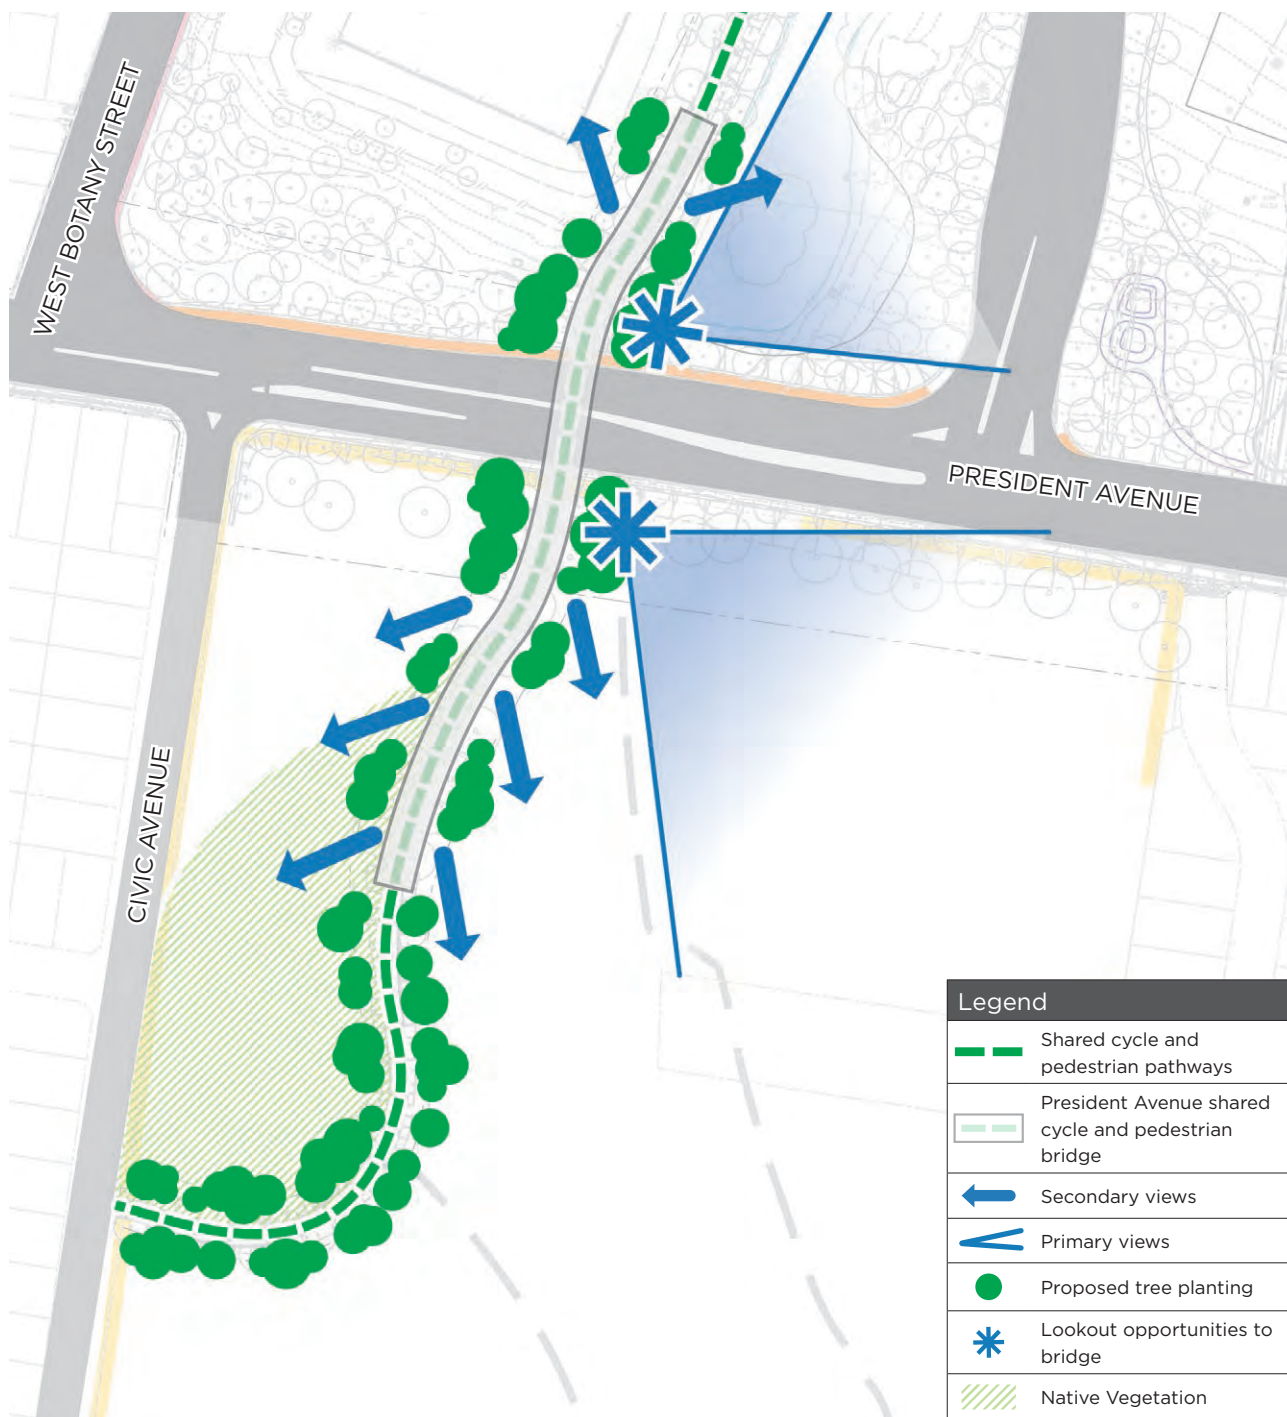 WEST BOTANY STREET
PRESIDENT AVENUE
CIVIC AVENUE
Legend
Shared cycle and
pedestrian pathways
President Avenue shared
cycle and pedestrian
bridge
Secondary views
Primary views
Proposed tree planting
Lookout opportunities to
bridge
Native Vegetation